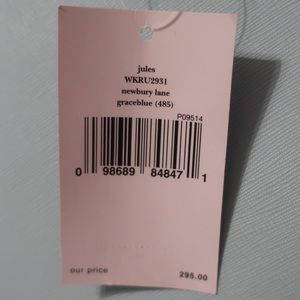 jules
WKRU2931
newbury lane
graceblue (485)
P09514
0 98689 84847 1
our price 295.00